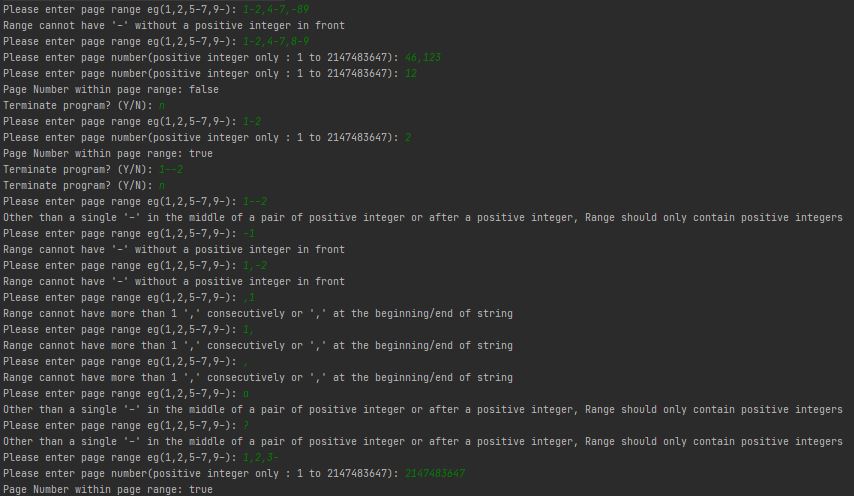 Please enter page range eg(1,2,5-7,9-): 1-2,4-7,-89
Range cannot have '-' without a positive integer in front
Please enter page range eg(1,2,5-7,9-): 1-2,4-7,8-9
Please enter page number(positive integer only : 1 to 2147483647): 46,123
Please enter page number(positive integer only : 1 to 2147483647): 12
Page Number within page range: false
Terminate program? (Y/N): n
Please enter page range eg(1,2,5-7,9-): 1-2
Please enter page number(positive integer only : 1 to 2147483647): 2
Page Number within page range: true
Terminate program? (Y/N): 1--2
Terminate program? (Y/N): n
Please enter page range eg(1,2,5-7,9-): 1--2
Other than a single '-' in the middle of a pair of positive integer or after a positive integer, Range should only contain positive integers
Please enter page range eg(1,2,5-7,9-): -1
Range cannot have '-' without a positive integer in front
Please enter page range eg(1,2,5-7,9-): 1,-2
Range cannot have '-' without a positive integer in front
Please enter page range eg(1,2,5-7,9-): ,1
Range cannot have more than 1 ',' consecutively or ',' at the beginning/end of string
Please enter page range eg(1,2,5-7,9-): 1,
Range cannot have more than 1 ',' consecutively or ',' at the beginning/end of string
Please enter page range eg(1,2,5-7,9-): ,
Range cannot have more than 1 ',' consecutively or ',' at the beginning/end of string
Please enter page range eg(1,2,5-7,9-): a
Other than a single '-' in the middle of a pair of positive integer or after a positive integer, Range should only contain positive integers
Please enter page range eg(1,2,5-7,9-): ?
Other than a single '-' in the middle of a pair of positive integer or after a positive integer, Range should only contain positive integers
Please enter page range eg(1,2,5-7,9-): 1,2,3-
Please enter page number(positive integer only : 1 to 2147483647): 2147483647
Page Number within page range: true